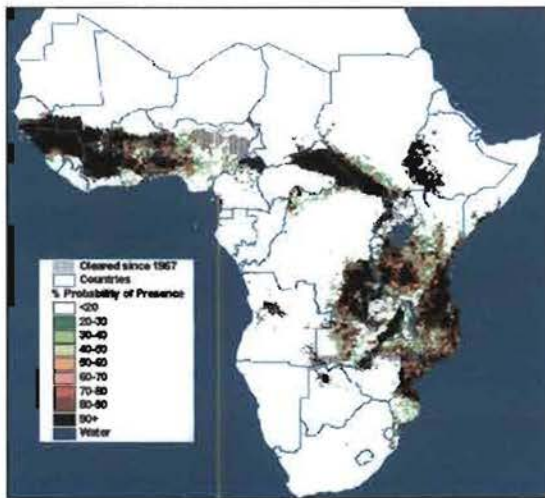 Cleared since 1967
Countries
% Probability of Presence
<20
20-30
30-40
40-50
50-60
60-70
70-80
80-90
90+
Water